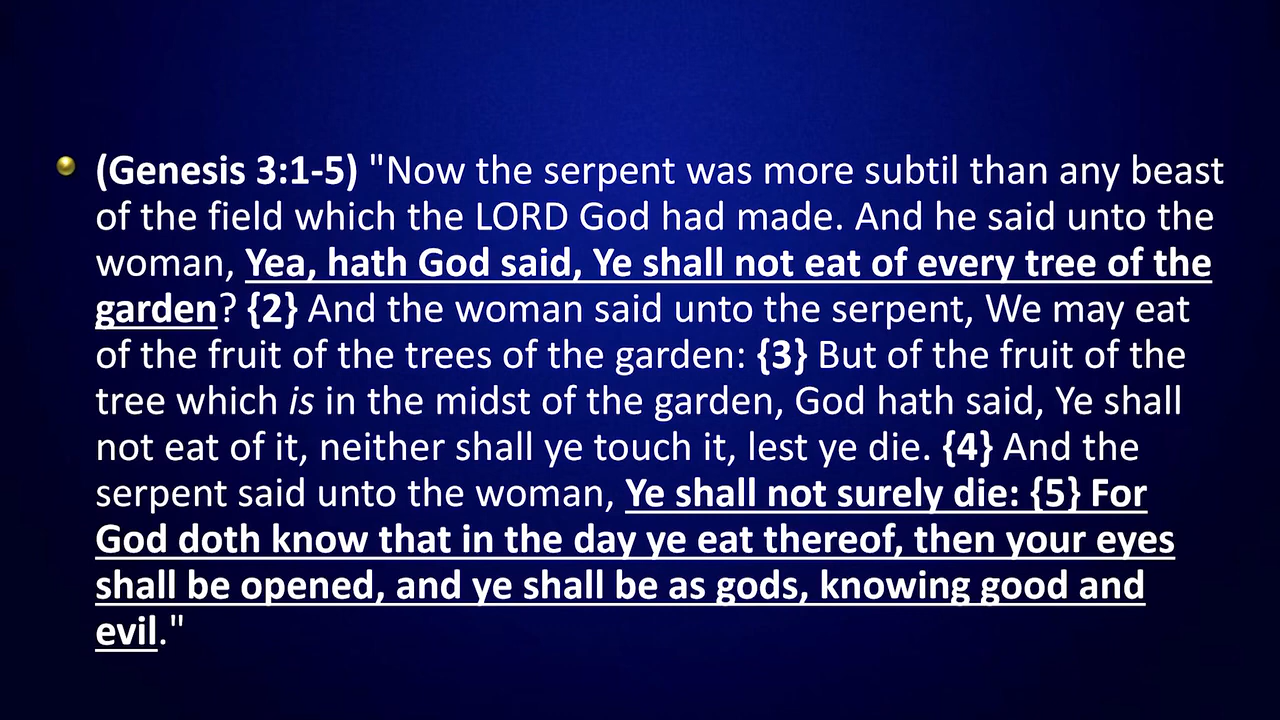 (Genesis 3:1-5) "Now the serpent was more subtil than any beast
of the field which the LORD God had made. And he said unto the
woman, Yea, hath God said, Ye shall not eat of every tree of the
garden? {2} And the woman said unto the serpent, We may eat
of the fruit of the trees of the garden: {3} But of the fruit of the
tree which is in the midst of the garden, God hath said, Ye shall
not eat of it, neither shall ye touch it, lest ye die. {4} And the
serpent said unto the woman, Ye shall not surely die: {5} For
God doth know that in the day ye eat thereof, then your eyes
shall be opened, and ye shall be as gods, knowing good and
evil."